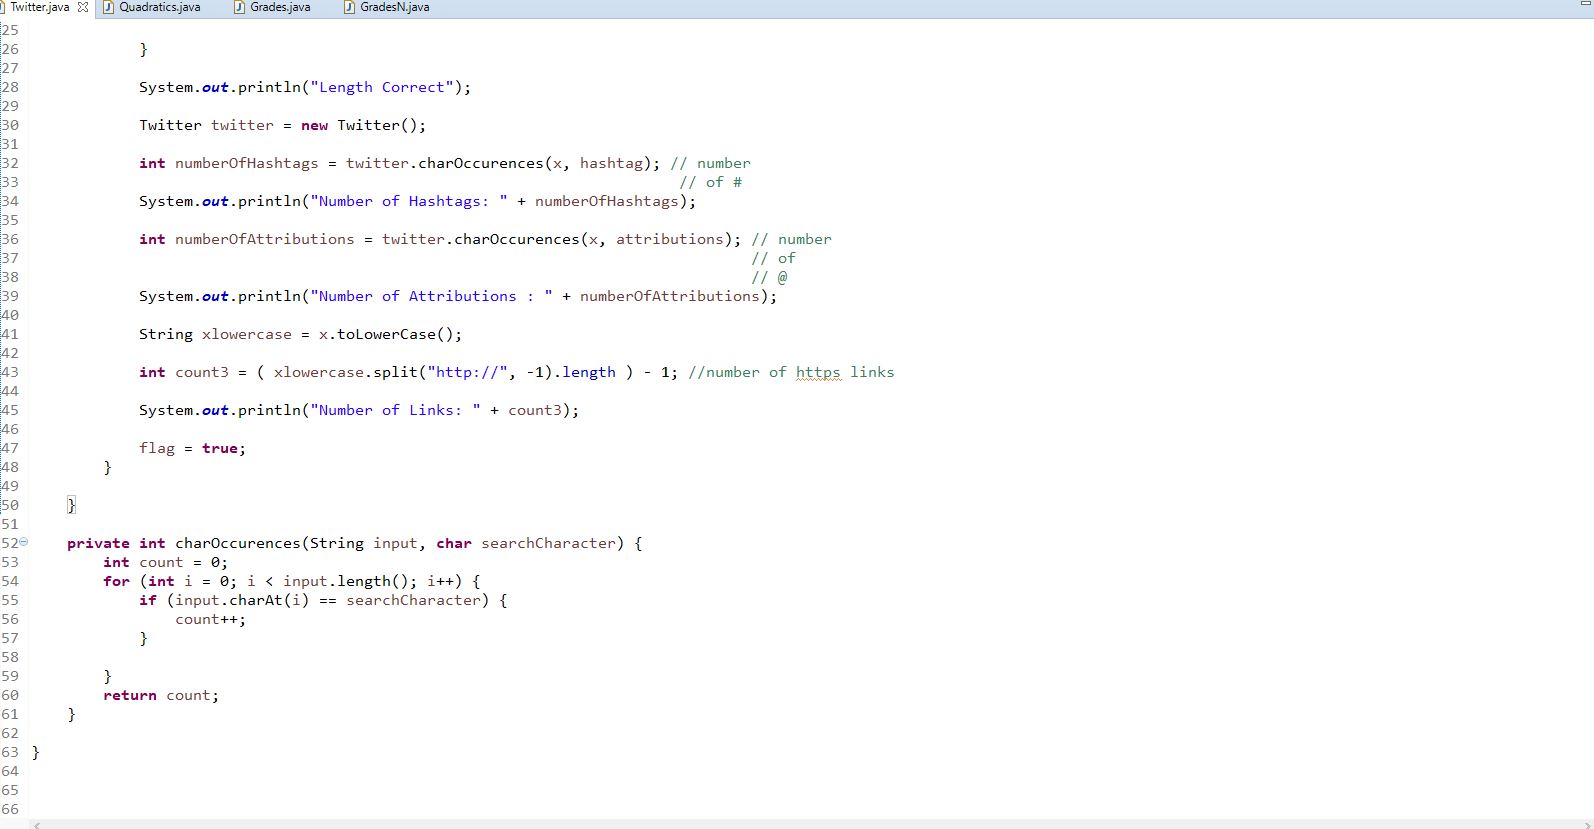 Twitter.java Quadratics.java Grades.java GradesN.java
25
26 }
27
28 System.out.println("Length Correct");
29
30 Twitter twitter = new Twitter();
31
32 int numberOfHashtags = twitter.charOccurences(x, hashtag); // number
33 // of #
34 System.out.println("Number of Hashtags: " + numberOfHashtags);
35
36 int numberOfAttributions = twitter.charOccurences(x, attributions); // number
37 // of
38 // @
39 System.out.println("Number of Attributions : " + numberOfAttributions);
40
41 String xlowercase = x.toLowerCase();
42
43 int count3 = ( xlowercase.split("http://", -1).length ) - 1; //number of https links
44
45 System.out.println("Number of Links: " + count3);
46
47 flag = true;
48 }
49
50 }
51
52 private int charOccurences(String input, char searchCharacter) {
53 int count = 0;
54 for (int i = 0; i < input.length(); i++) {
55 if (input.charAt(i) == searchCharacter) {
56 count++;
57 }
58
59 }
60 return count;
61 }
62
63 }
64
65
66